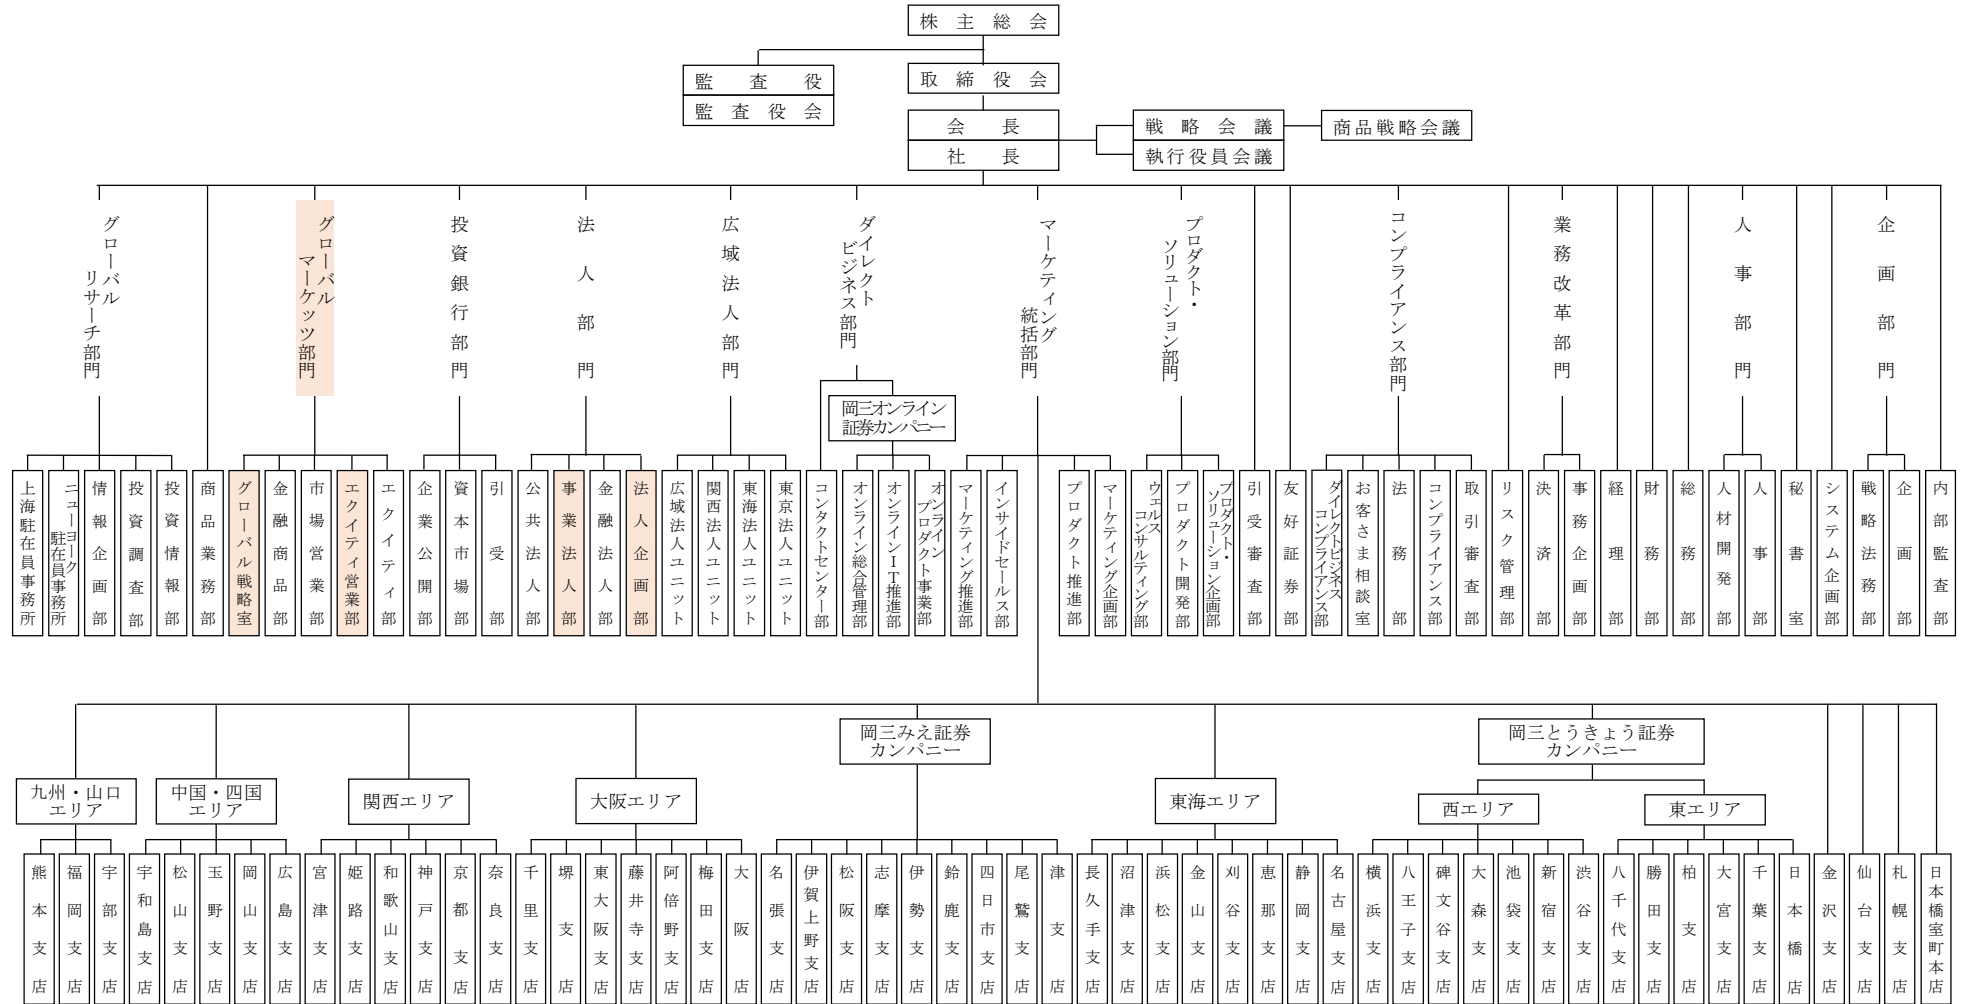 株主総会
監査役
監査役会
取締役会
会長
社長
戦略会議
執行役員会議
商品戦略会議
グローバル
リサーチ部門
グローバル
マーケッツ部門
投資銀行部門
法人部門
広域法人部門
ダイレクト
ビジネス部門
マーケティング
統括部門
プロダクト・
ソリューション部門
コンプライアンス部門
業務改革部門
人事部門
企画部門
岡三オンライン
証券カンパニー
上海駐在員事務所
ニューヨーク
駐在員事務所
情報企画部
投資調査部
投資情報部
商品業務部
グローバル戦略室
金融商品部
市場営業部
エクイティ営業部
エクイティ部
企業公開部
資本市場部
引受部
公共法人部
事業法人部
金融法人部
法人企画部
広域法人ユニット
関西法人ユニット
東海法人ユニット
東京法人ユニット
コンタクトセンター部
オンライン総合管理部
オンラインIT推進部
オンライン
プロダクト事業部
マーケティング推進部
インサイドセールス部
プロダクト推進部
マーケティング企画部
ウェルス
コンサルティング部
プロダクト開発部
プロダクト・
ソリューション企画部
引受審査部
友好証券部
ダイレクトビジネス
コンプライアンス部
お客さま相談室
法務部
コンプライアンス部
取引審査部
リスク管理部
決済部
事務企画部
経理部
財務部
総務部
人材開発部
人事部
秘書室
システム企画部
戦略法務部
企画部
内部監査部
岡三みえ証券
カンパニー
岡三とうきょう証券
カンパニー
九州・山口
エリア
中国・四国
エリア
関西エリア
大阪エリア
東海エリア
西エリア
東エリア
熊本支店
福岡支店
宇部支店
宇和島支店
松山支店
玉野支店
岡山支店
広島支店
宮津支店
姫路支店
和歌山支店
神戸支店
京都支店
奈良支店
千里支店
堺支店
東大阪支店
藤井寺支店
阿倍野支店
梅田支店
大阪店
名張支店
伊賀上野支店
松阪支店
志摩支店
伊勢支店
鈴鹿支店
四日市支店
尾鷲支店
津支店
長久手支店
沼津支店
浜松支店
金山支店
刈谷支店
恵那支店
静岡支店
名古屋支店
横浜支店
八王子支店
碑文谷支店
大森支店
池袋支店
新宿支店
渋谷支店
八千代支店
勝田支店
柏支店
大宮支店
千葉支店
日本橋店
金沢支店
仙台支店
札幌支店
日本橋室町本店